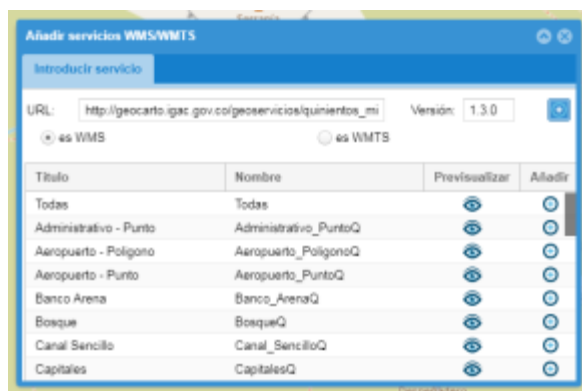 Añadir servicios WMS/WMTS
Introducir servicio
URL: http://geocarto.igac.gov.co/geoservicios/quinientos_mi Versión: 1.3.0
es WMS es WMTS
Título Nombre Previsualizar Añadir
Todas Todas
Administrativo - Punto Administrativo_PuntoQ
Aeropuerto - Poligono Aeropuerto_PoligonoQ
Aeropuerto - Punto Aeropuerto_PuntoQ
Banco Arena Banco_ArenaQ
Bosque BosqueQ
Canal Sencillo Canal_SencilloQ
Capitales CapitalesQ